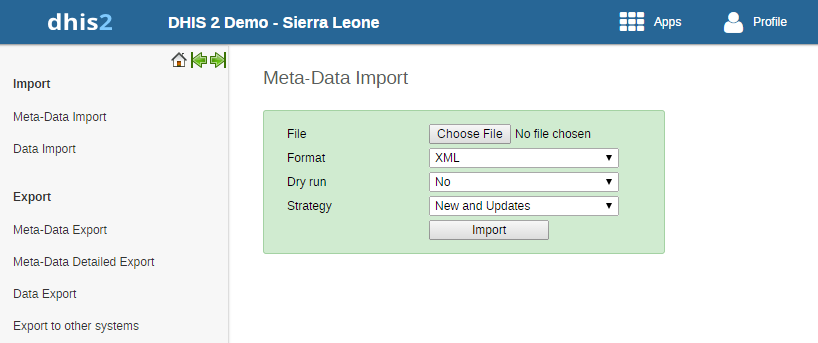 dhis2 DHIS 2 Demo - Sierra Leone Apps Profile
Import
Meta-Data Import
Data Import
Export
Meta-Data Export
Meta-Data Detailed Export
Data Export
Export to other systems
Meta-Data Import
File Choose File No file chosen
Format XML
Dry run No
Strategy New and Updates
Import